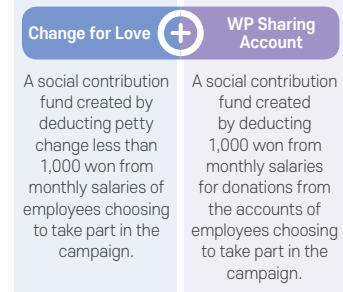 Change for Love
WP Sharing
Account
A social contribution
fund created by
deducting petty
change less than
1,000 won from
monthly salaries of
employees choosing
to take part in the
campaign.
A social contribution
fund created
by deducting
1,000 won from
monthly salaries
for donations from
the accounts of
employees choosing
to take part in the
campaign.